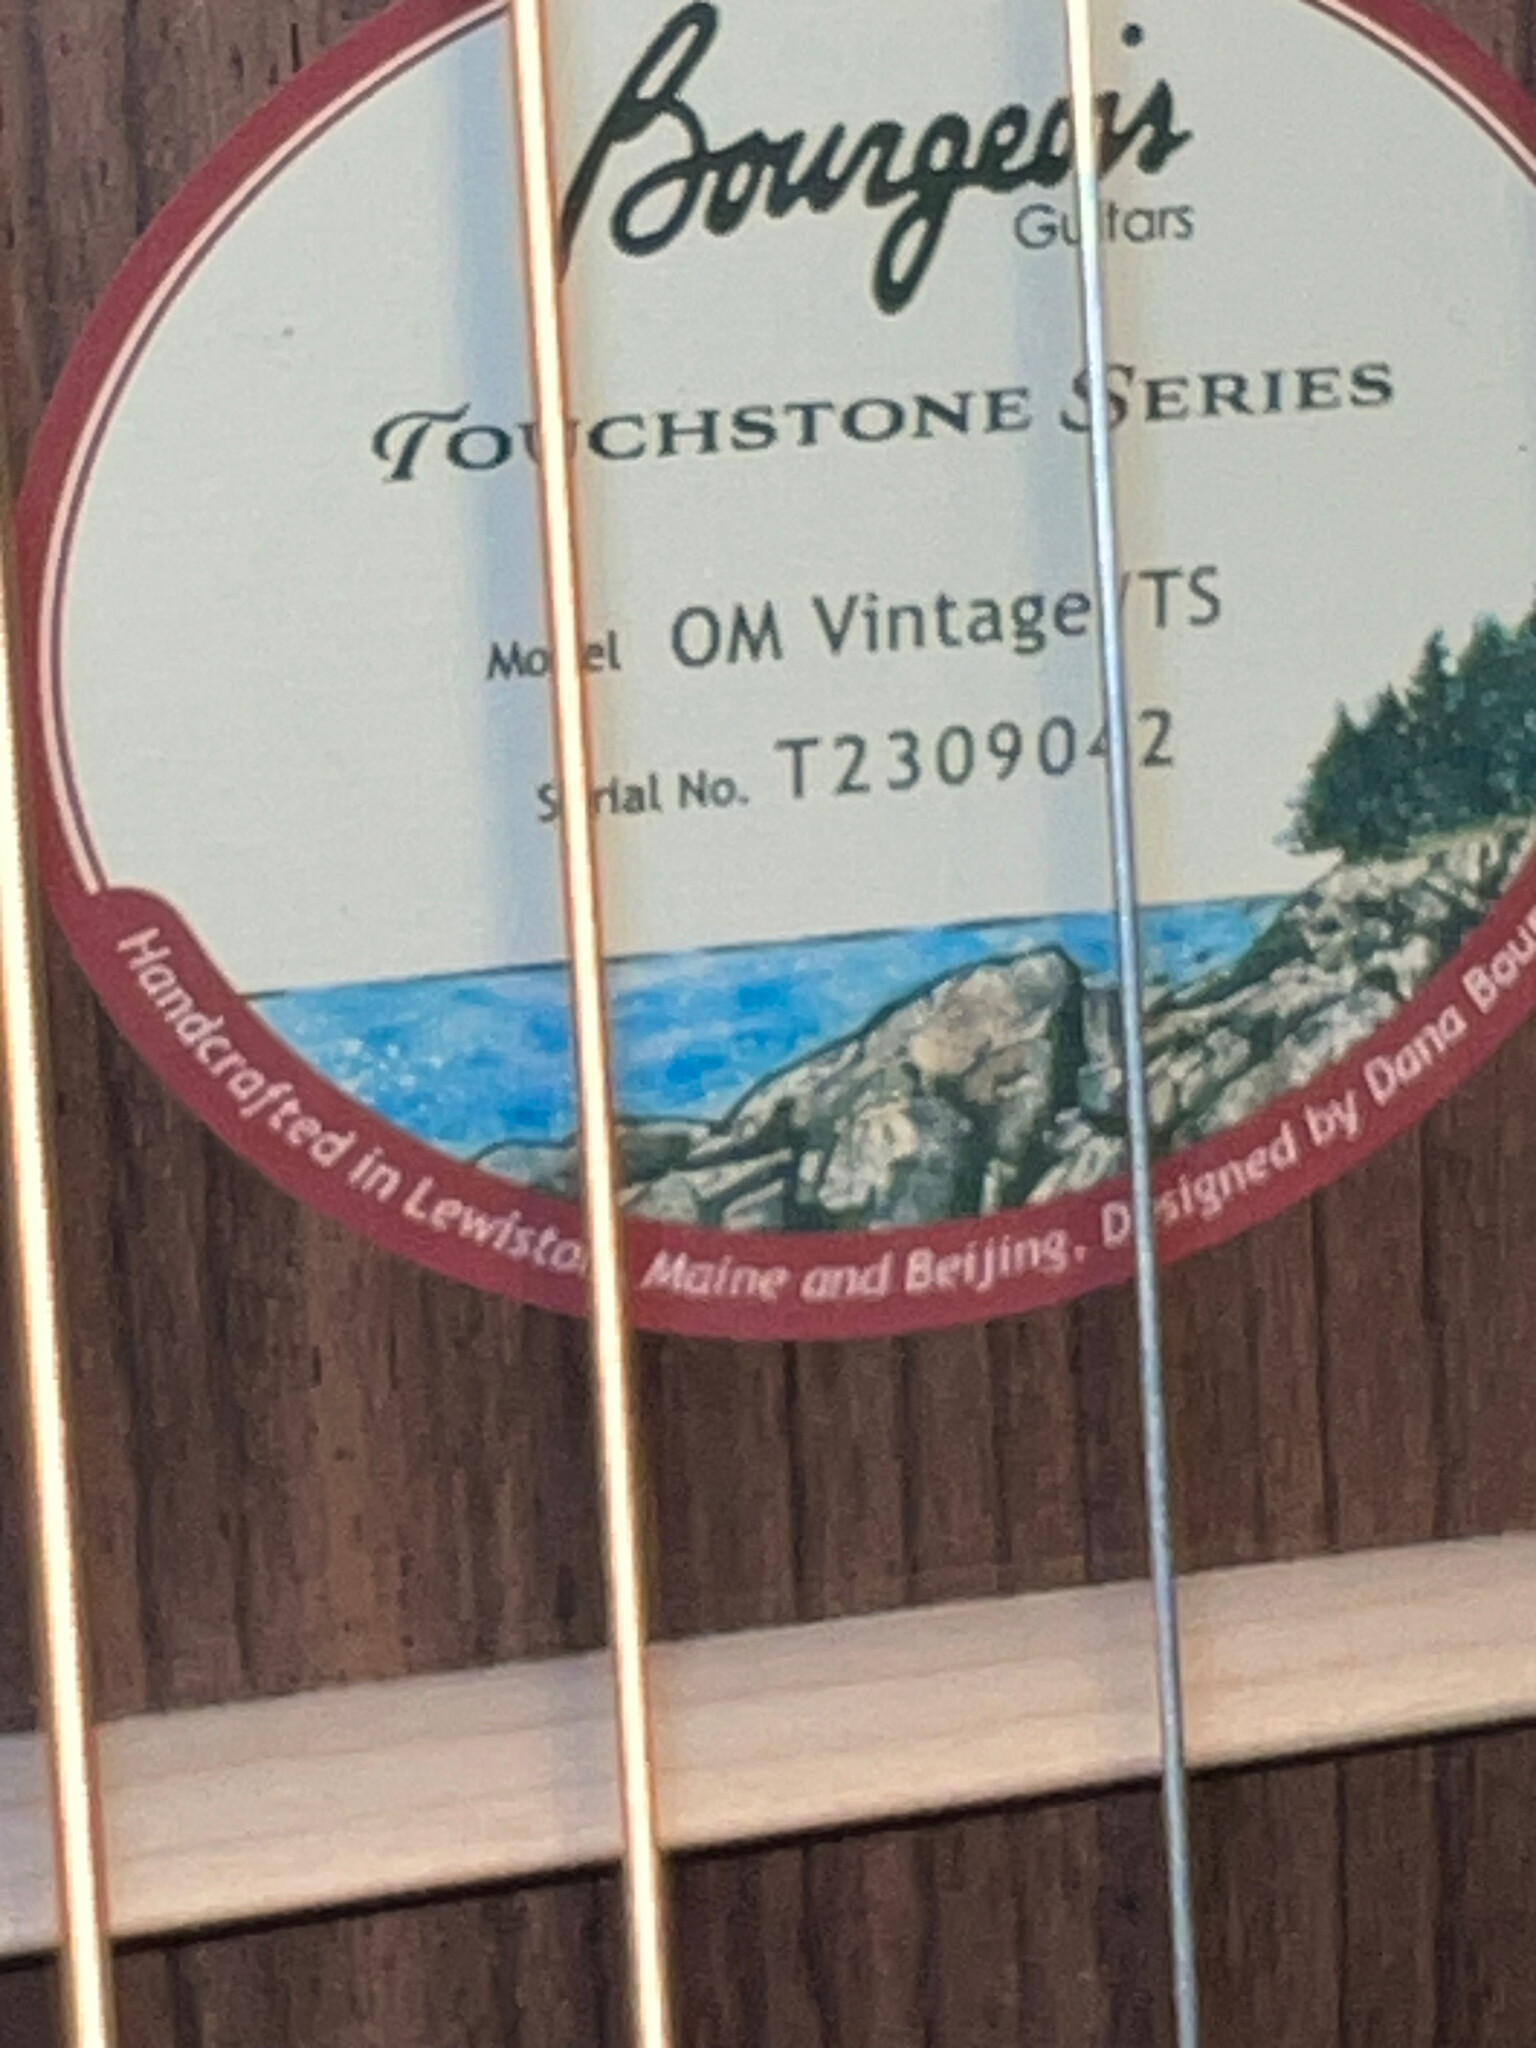 Bourgeois
Guitars
TOUCHSTONE SERIES
Model OM Vintage/TS
Serial No. T2309042
Handcrafted in Lewiston, Maine and Beijing. Designed by Dana